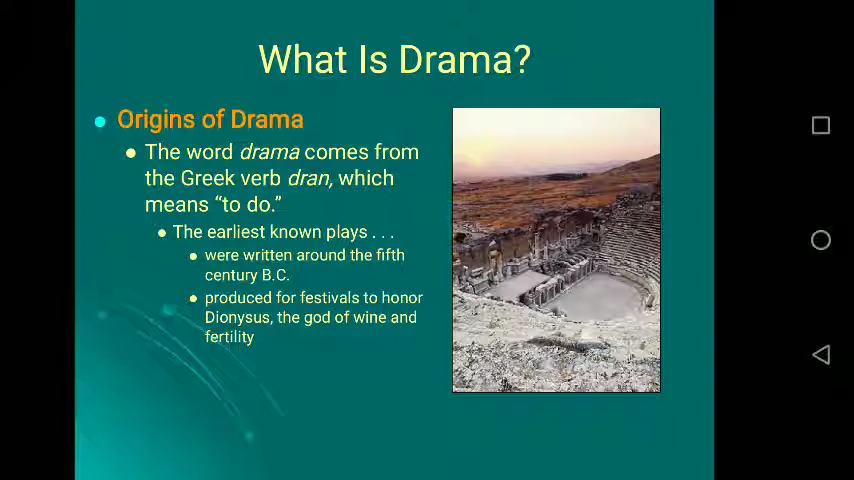 What Is Drama?
Origins of Drama
The word drama comes from
the Greek verb dran, which
means “to do.”
The earliest known plays . . .
were written around the fifth
century B.C.
produced for festivals to honor
Dionysus, the god of wine and
fertility